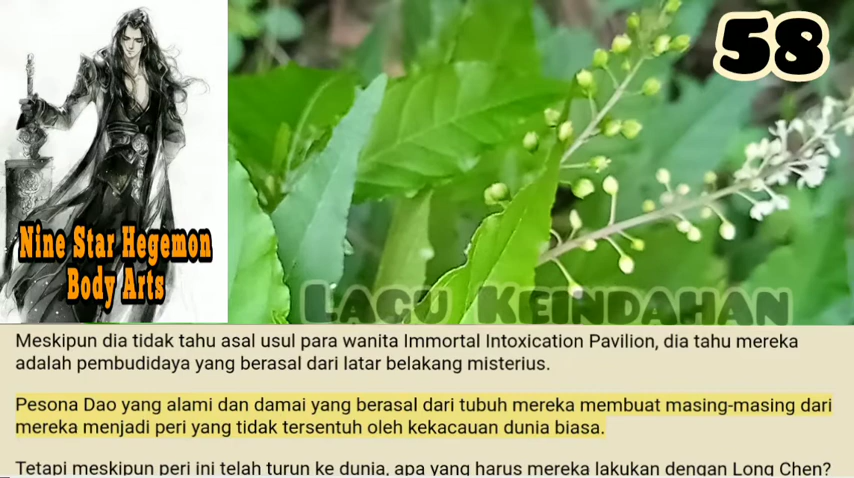 58
Nine Star Hegemon
Body Arts
LAGU KEINDAHAN
Meskipun dia tidak tahu asal usul para wanita Immortal Intoxication Pavilion, dia tahu mereka
adalah pembudidaya yang berasal dari latar belakang misterius.
Pesona Dao yang alami dan damai yang berasal dari tubuh mereka membuat masing-masing dari
mereka menjadi peri yang tidak tersentuh oleh kekacauan dunia biasa.
Tetapi meskipun peri ini telah turun ke dunia, apa yang harus mereka lakukan dengan Long Chen?